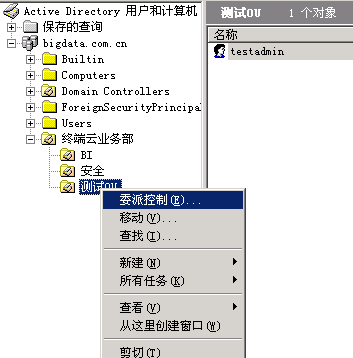 Active Directory 用户和计算机
保存的查询
bigdata.com.cn
Builtin
Computers
Domain Controllers
ForeignSecurityPrincipal
Users
终端云业务部
BI
安全
测试OU
测试OU 1 个对象
名称
testadmin
委派控制(E)...
移动(V)...
查找(I)...
新建(N)
所有任务(K)
查看(V)
从这里创建窗口(W)
剪切(T)